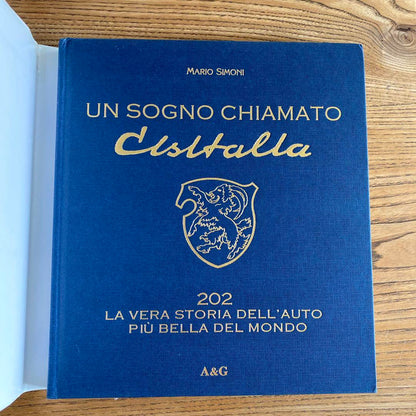 MARIO SIMONI
UN SOGNO CHIAMATO
Cisitalia
202
LA VERA STORIA DELL'AUTO
PIÙ BELLA DEL MONDO
A&G